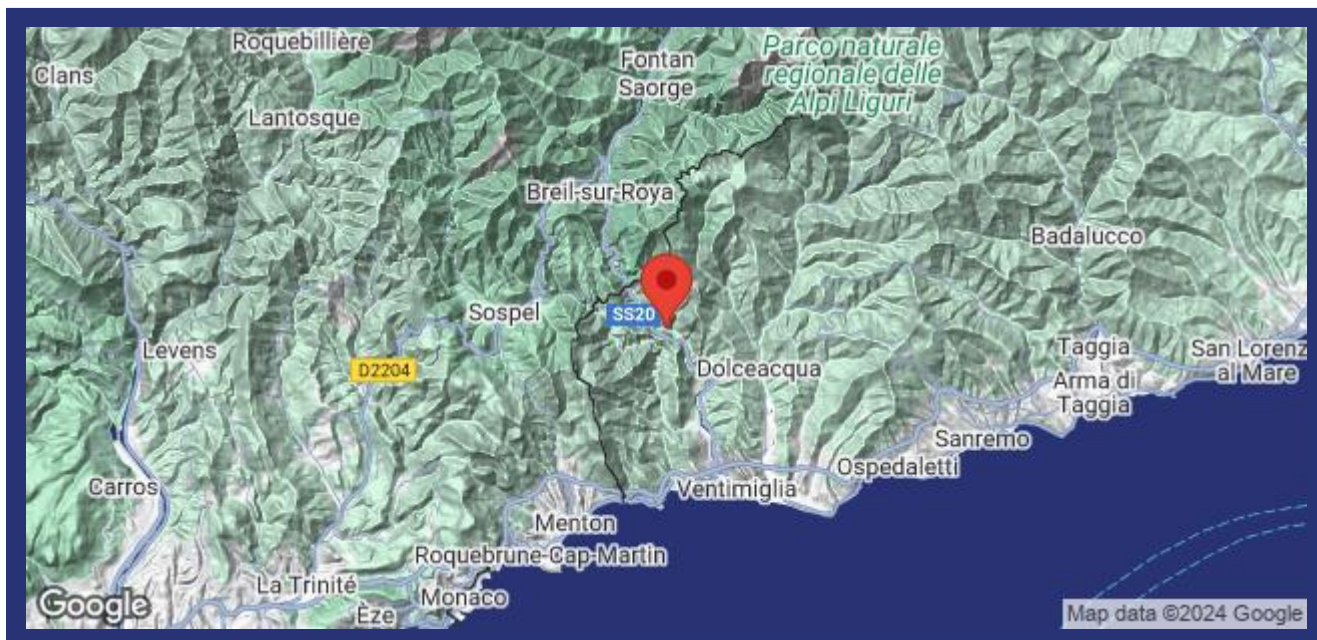 Roquebillière
Clans
Fontan
Saorge
Parco naturale
regionale delle
Alpi Liguri
Lantosque
Breil-sur-Roya
Badalucco
Sospel
SS20
Levens
D2204
Dolceacqua
Taggia
San Lorenz
al Mare
Arma di
Taggia
Sanremo
Carros
Ospedaletti
Ventimiglia
Menton
Roquebrune-Cap-Martin
La Trinité
Monaco
Èze
Google
Map data ©2024 Google